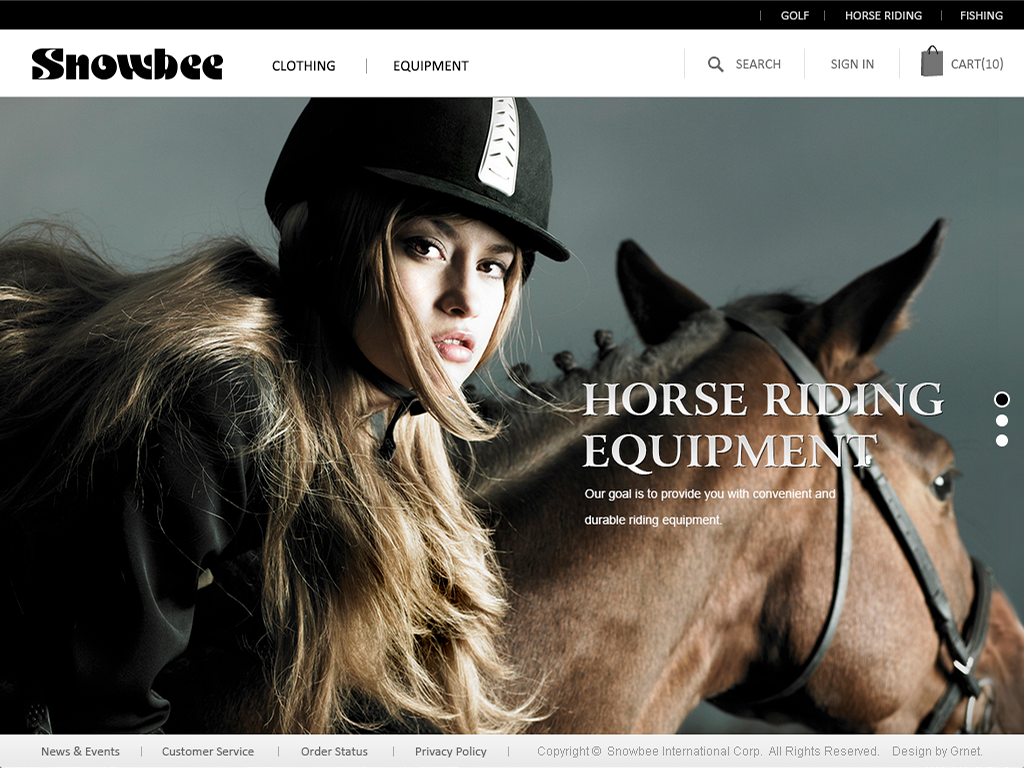 GOLF HORSE RIDING FISHING
Snowbee CLOTHING EQUIPMENT SEARCH SIGN IN CART(10)
HORSE RIDING
EQUIPMENT
Our goal is to provide you with convenient and
durable riding equipment.
News & Events Customer Service Order Status Privacy Policy Copyright © Snowbee International Corp. All Rights Reserved. Design by Grnet.